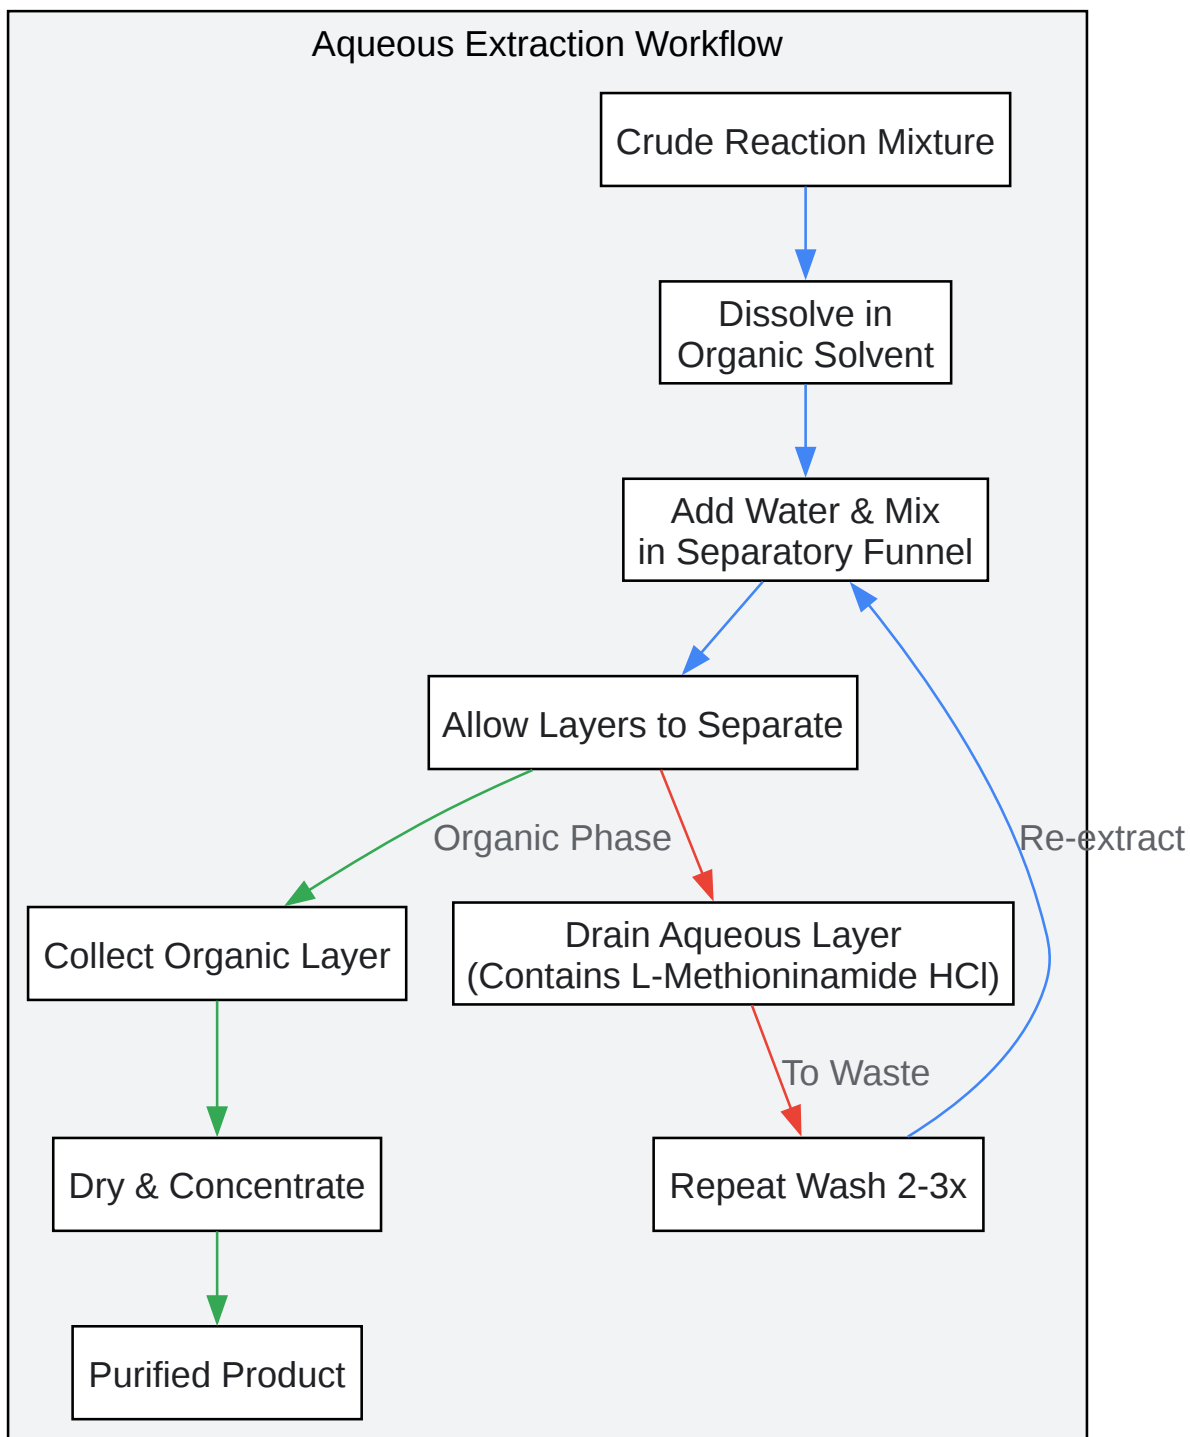 Aqueous Extraction Workflow
Crude Reaction Mixture
Dissolve in
Organic Solvent
Add Water & Mix
in Separatory Funnel
Allow Layers to Separate
Organic Phase
Re-extract
Collect Organic Layer
Drain Aqueous Layer
(Contains L-Methioninamide HCl)
To Waste
Dry & Concentrate
Repeat Wash 2-3x
Purified Product